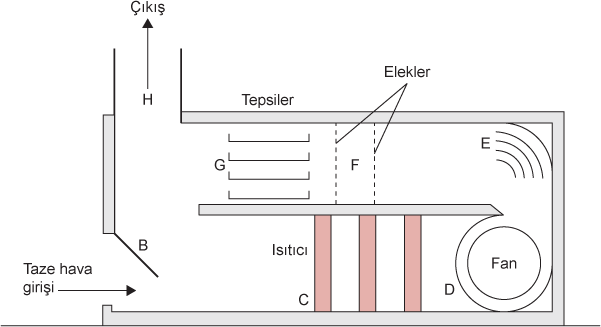 Çıkış
H
Tepsiler
Elekler
G
F
E
B
Isıtıcı
Taze hava
girişi
C
D
Fan